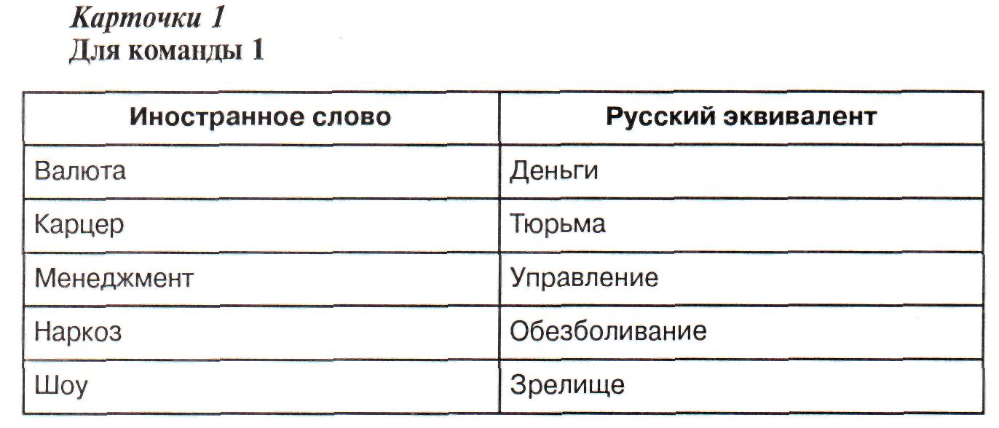 Карточки 1
Для команды 1
Иностранное слово Русский эквивалент
Валюта Деньги
Карцер Тюрьма
Менеджмент Управление
Наркоз Обезболивание
Шоу Зрелище